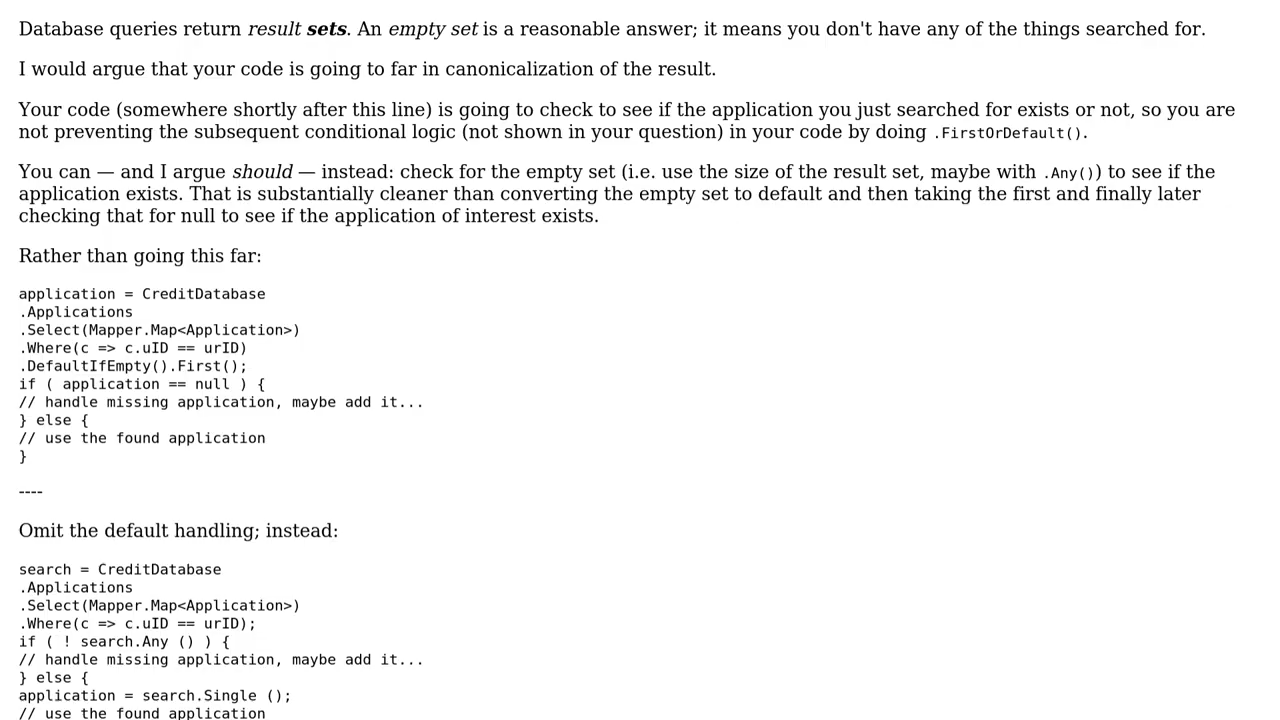 Database queries return result sets. An empty set is a reasonable answer; it means you don't have any of the things searched for.
I would argue that your code is going to far in canonicalization of the result.
Your code (somewhere shortly after this line) is going to check to see if the application you just searched for exists or not, so you are
not preventing the subsequent conditional logic (not shown in your question) in your code by doing .FirstOrDefault().
You can — and I argue should — instead: check for the empty set (i.e. use the size of the result set, maybe with .Any()) to see if the
application exists. That is substantially cleaner than converting the empty set to default and then taking the first and finally later
checking that for null to see if the application of interest exists.
Rather than going this far:
application = CreditDatabase
.Applications
.Select(Mapper.Map<Application>)
.Where(c => c.uID == urID)
.DefaultIfEmpty().First();
if ( application == null ) {
// handle missing application, maybe add it...
} else {
// use the found application
}
----
Omit the default handling; instead:
search = CreditDatabase
.Applications
.Select(Mapper.Map<Application>)
.Where(c => c.uID == urID);
if ( ! search.Any () ) {
// handle missing application, maybe add it...
} else {
application = search.Single ();
// use the found application